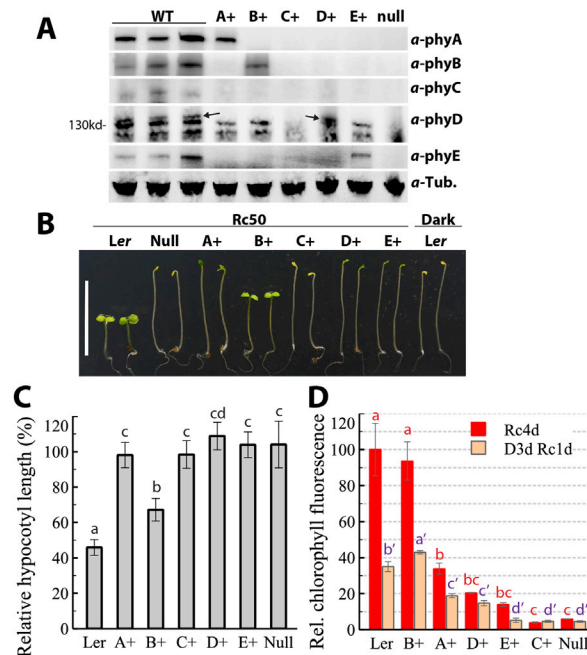 A
WT A+ B+ C+ D+ E+ null
a-phyA
a-phyB
a-phyC
130kd- a-phyD
a-phyE
a-Tub.
B
Rc50 Dark
Ler Null A+ B+ C+ D+ E+ Ler
C
Relative hypocotyl length (%)
120
100
80
60
40
20
0
a c b c cd c c
Ler A+ B+ C+ D+ E+ Null
D
Rel. chlorophyll fluorescence
120
100
80
60
40
20
0
Rc4d
D3d Rc1d
a b' a a' b c' bc c' bc d' c d' c d'
Ler B+ A+ D+ E+ C+ Null